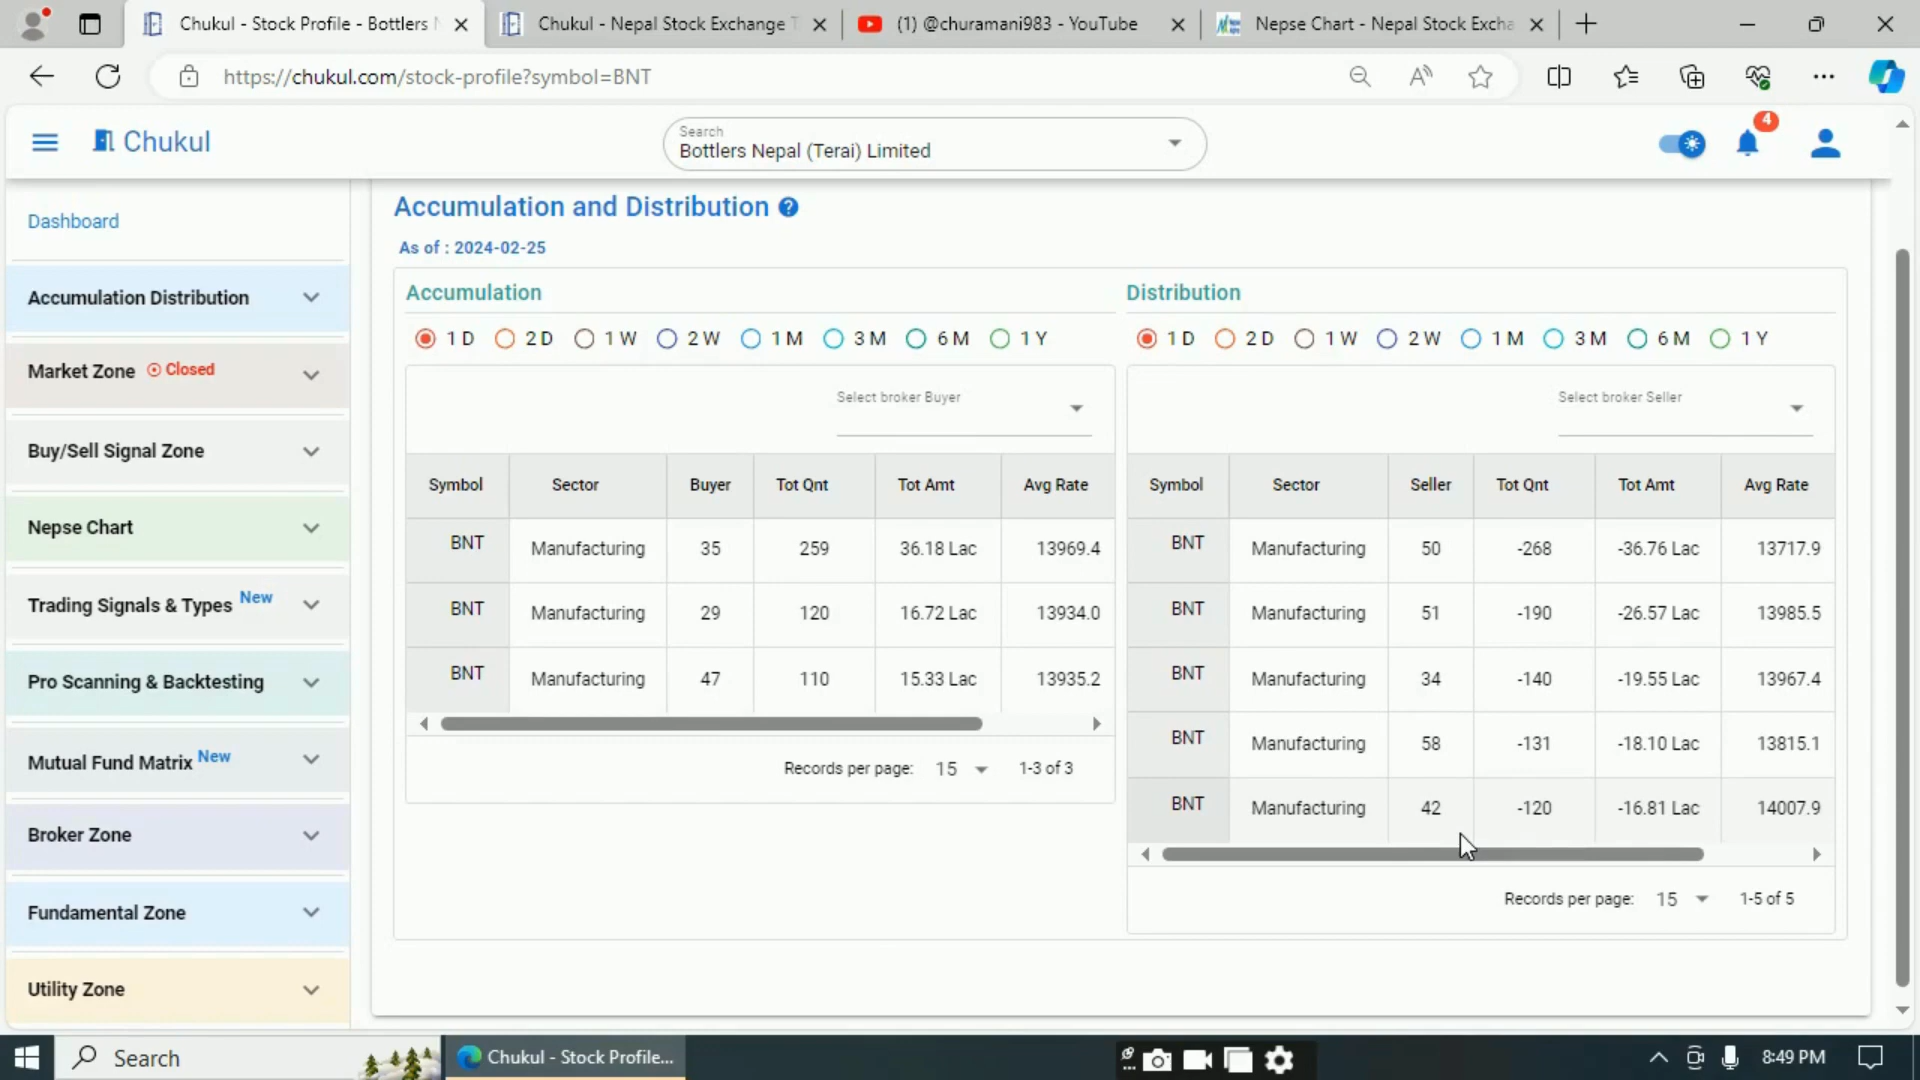 Chukul - Stock Profile - Bottlers N
Chukul - Nepal Stock Exchange T
(1) @churamani983 - YouTube
Nepse Chart - Nepal Stock Excha
https://chukul.com/stock-profile?symbol=BNT
Chukul
Search
Bottlers Nepal (Terai) Limited
4
Dashboard
Accumulation Distribution
Market Zone Closed
Buy/Sell Signal Zone
Nepse Chart
Trading Signals & Types New
Pro Scanning & Backtesting
Mutual Fund Matrix New
Broker Zone
Fundamental Zone
Utility Zone
Accumulation and Distribution ?
As of : 2024-02-25
Accumulation
1 D 2 D 1 W 2 W 1 M 3 M 6 M 1 Y
Select broker Buyer
Symbol Sector Buyer Tot Qnt Tot Amt Avg Rate
BNT Manufacturing 35 259 36.18 Lac 13969.4
BNT Manufacturing 29 120 16.72 Lac 13934.0
BNT Manufacturing 47 110 15.33 Lac 13935.2
Records per page: 15 1-3 of 3
Distribution
1 D 2 D 1 W 2 W 1 M 3 M 6 M 1 Y
Select broker Seller
Symbol Sector Seller Tot Qnt Tot Amt Avg Rate
BNT Manufacturing 50 -268 -36.76 Lac 13717.9
BNT Manufacturing 51 -190 -26.57 Lac 13985.5
BNT Manufacturing 34 -140 -19.55 Lac 13967.4
BNT Manufacturing 58 -131 -18.10 Lac 13815.1
BNT Manufacturing 42 -120 -16.81 Lac 14007.9
Records per page: 15 1-5 of 5
Search
Chukul - Stock Profile...
8:49 PM